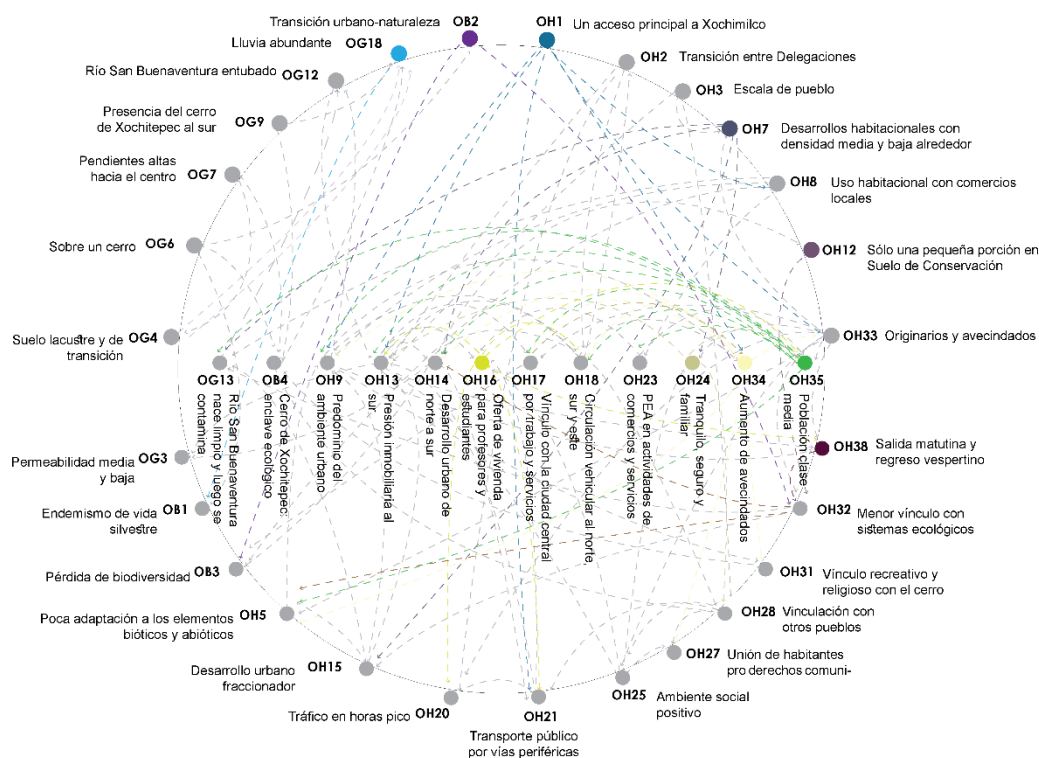 Transición urbano-naturaleza
OB2
OH1
Un acceso principal a Xochimilco
Lluvia abundante
OG18
OH2
Transición entre Delegaciones
Río San Buenaventura entubado
OG12
OH3
Escala de pueblo
Presencia del cerro
de Xochitepec al sur
OG9
OH7
Desarrollos habitacionales con
densidad media y baja alrededor
Pendientes altas
hacia el centro
OG7
OH8
Uso habitacional con comercios
locales
Sobre un cerro
OG6
OH12
Sólo una pequeña porción en
Suelo de Conservación
Suelo lacustre y de
transición
OG4
OH33
Originarios y avecindados
OG13
Río San Buenaventura
nace limpio y luego se
contamina
OB4
Cerro de Xochitepec:
enclave ecológico
OH9
Predominio del
ambiente urbano
OH13
Presión inmobiliaria al
sur
OH14
Desarrollo urbano de
norte a sur
OH16
Oferta de vivienda
para profesores y
estudiantes
OH17
Vínculo con la ciudad central
por trabajo y servicios
OH18
Circulación vehicular al norte,
sur y este
OH23
PEA en actividades de
comercios y servicios
OH24
Tranquilo, seguro y
familiar
OH34
Aumento de avecindados
OH35
Población clase
media
Permeabilidad media
y baja
OG3
OH38
Salida matutina y
regreso vespertino
Endemismo de vida
silvestre
OB1
OH32
Menor vínculo con
sistemas ecológicos
Pérdida de biodiversidad
OB3
OH31
Vínculo recreativo y
religioso con el cerro
Poca adaptación a los elementos
bióticos y abióticos
OH5
OH28
Vinculación con
otros pueblos
Desarrollo urbano
fraccionador
OH15
OH27
Unión de habitantes
pro derechos comuni-
Tráfico en horas pico
OH20
OH21
Transporte público
por vías periféricas
OH25
Ambiente social
positivo